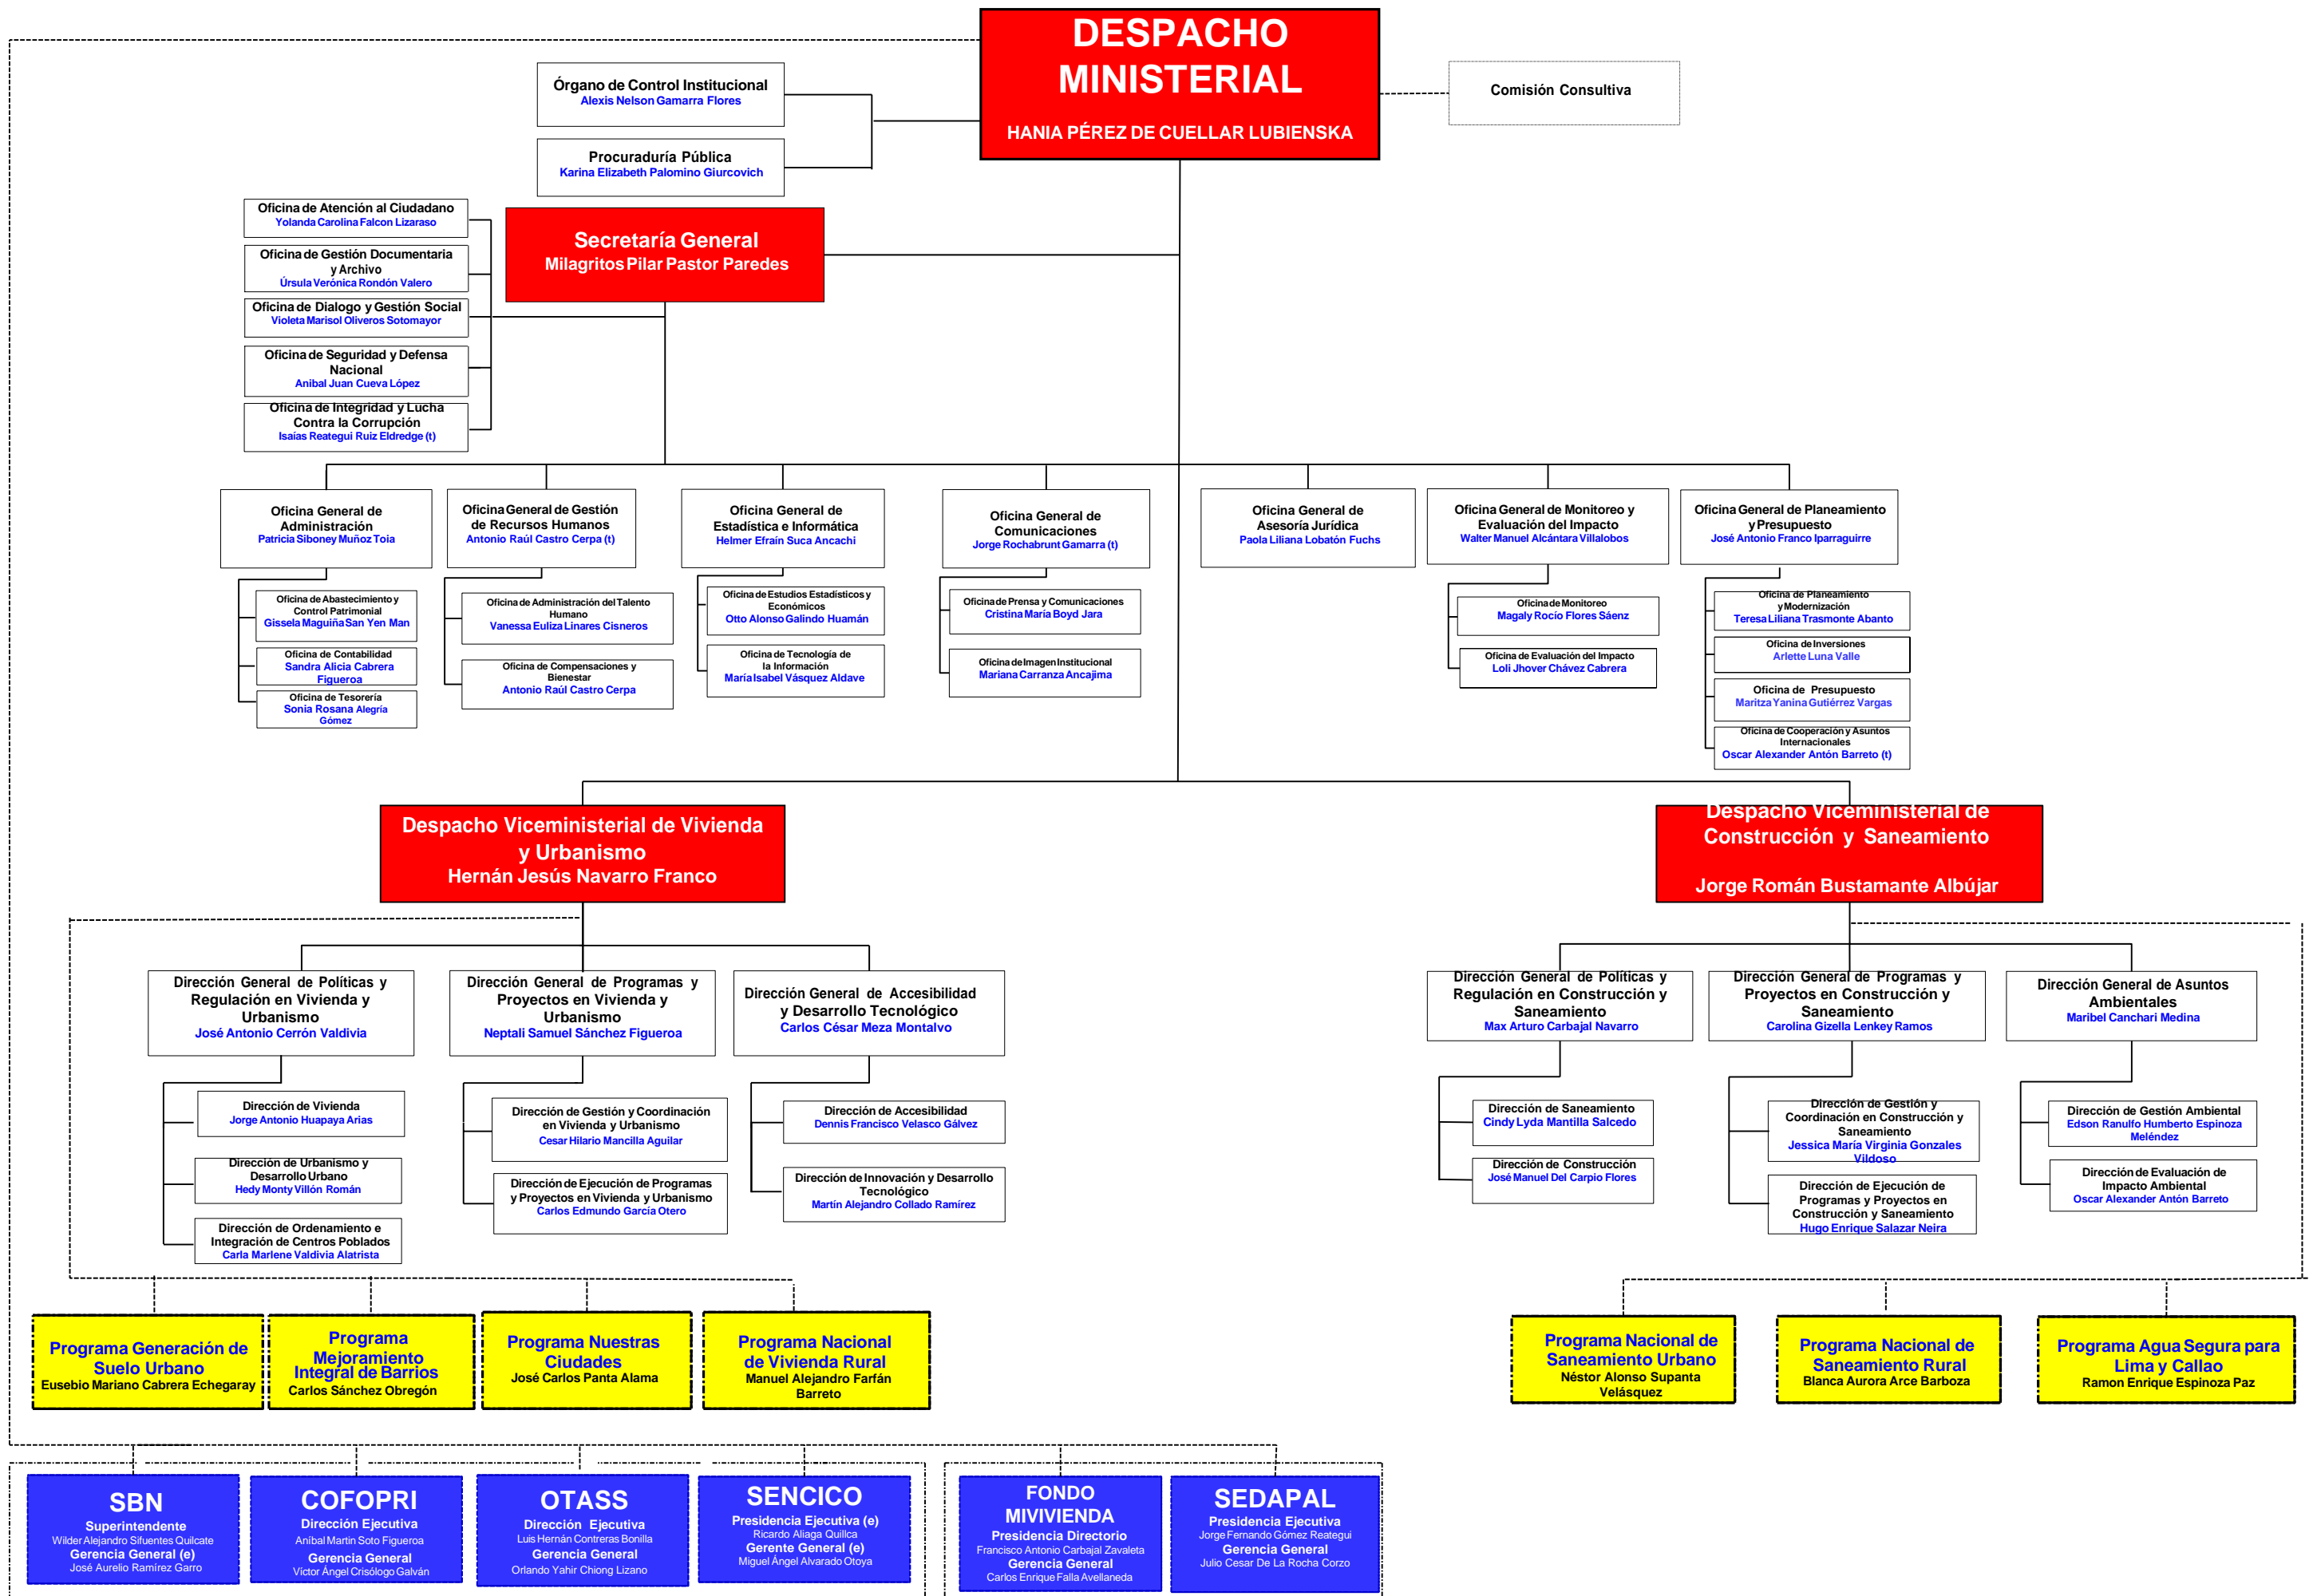 DESPACHO
MINISTERIAL
HANIA PÉREZ DE CUELLAR LUBIENSKA
Órgano de Control Institucional
Alexis Nelson Gamarra Flores
Comisión Consultiva
Procuraduría Pública
Karina Elizabeth Palomino Giurcovich
Oficina de Atención al Ciudadano
Yolanda Carolina Falcon Lizaraso
Oficina de Gestión Documentaria
y Archivo
Úrsula Verónica Rondón Valero
Oficina de Dialogo y Gestión Social
Violeta Marisol Oliveros Sotomayor
Oficina de Seguridad y Defensa
Nacional
Anibal Juan Cueva López
Oficina de Integridad y Lucha
Contra la Corrupción
Isaías Reategui Ruiz Eldredge (t)
Secretaría General
Milagritos Pilar Pastor Paredes
Oficina General de
Administración
Patricia Siboney Muñoz Toia
Oficina General de Gestión
de Recursos Humanos
Antonio Raúl Castro Cerpa (t)
Oficina General de
Estadística e Informática
Helmer Efraín Suca Ancachi
Oficina General de
Comunicaciones
Jorge Rochabrunt Gamarra (t)
Oficina General de
Asesoría Jurídica
Paola Liliana Lobatón Fuchs
Oficina General de Monitoreo y
Evaluación del Impacto
Walter Manuel Alcántara Villalobos
Oficina General de Planeamiento
y Presupuesto
José Antonio Franco Iparraguirre
Oficina de Abastecimiento y
Control Patrimonial
Gissela Maguiña San Yen Man
Oficina de Contabilidad
Sandra Alicia Cabrera
Figueroa
Oficina de Tesorería
Sonia Rosana Alegría
Gómez
Oficina de Administración del Talento
Humano
Vanessa Euliza Linares Cisneros
Oficina de Compensaciones y
Bienestar
Antonio Raúl Castro Cerpa
Oficina de Estudios Estadísticos y
Económicos
Otto Alonso Galindo Huamán
Oficina de Tecnología de
la Información
María Isabel Vásquez Aldave
Oficina de Prensa y Comunicaciones
Cristina María Boyd Jara
Oficina de Imagen Institucional
Mariana Carranza Ancajima
Oficina de Monitoreo
Magaly Rocío Flores Sáenz
Oficina de Evaluación del Impacto
Loli Jhover Chávez Cabrera
Oficina de Planeamiento
y Modernización
Teresa Liliana Trasmonte Abanto
Oficina de Inversiones
Arlette Luna Valle
Oficina de Presupuesto
Maritza Yanina Gutiérrez Vargas
Oficina de Cooperación y Asuntos
Internacionales
Oscar Alexander Antón Barreto (t)
Despacho Viceministerial de Vivienda
y Urbanismo
Hernán Jesús Navarro Franco
Despacho Viceministerial de
Construcción y Saneamiento
Jorge Román Bustamante Albújar
Dirección General de Políticas y
Regulación en Vivienda y
Urbanismo
José Antonio Cerrón Valdivia
Dirección General de Programas y
Proyectos en Vivienda y
Urbanismo
Neptali Samuel Sánchez Figueroa
Dirección General de Accesibilidad
y Desarrollo Tecnológico
Carlos César Meza Montalvo
Dirección General de Políticas y
Regulación en Construcción y
Saneamiento
Max Arturo Carbajal Navarro
Dirección General de Programas y
Proyectos en Construcción y
Saneamiento
Carolina Gizella Lenkey Ramos
Dirección General de Asuntos
Ambientales
Maribel Canchari Medina
Dirección de Vivienda
Jorge Antonio Huapaya Arias
Dirección de Urbanismo y
Desarrollo Urbano
Hedy Monty Villón Román
Dirección de Ordenamiento e
Integración de Centros Poblados
Carla Marlene Valdivia Alatrista
Dirección de Gestión y Coordinación
en Vivienda y Urbanismo
Cesar Hilario Mancilla Aguilar
Dirección de Ejecución de Programas
y Proyectos en Vivienda y Urbanismo
Carlos Edmundo García Otero
Dirección de Accesibilidad
Dennis Francisco Velasco Gálvez
Dirección de Innovación y Desarrollo
Tecnológico
Martín Alejandro Collado Ramírez
Dirección de Saneamiento
Cindy Lyda Mantilla Salcedo
Dirección de Construcción
José Manuel Del Carpio Flores
Dirección de Gestión y
Coordinación en Construcción y
Saneamiento
Jessica María Virginia Gonzales
Vildoso
Dirección de Ejecución de
Programas y Proyectos en
Construcción y Saneamiento
Hugo Enrique Salazar Neira
Dirección de Gestión Ambiental
Edson Ranulfo Humberto Espinoza
Meléndez
Dirección de Evaluación de
Impacto Ambiental
Oscar Alexander Antón Barreto
Programa Generación de
Suelo Urbano
Eusebio Mariano Cabrera Echegaray
Programa
Mejoramiento
Integral de Barrios
Carlos Sánchez Obregón
Programa Nuestras
Ciudades
José Carlos Panta Alama
Programa Nacional
de Vivienda Rural
Manuel Alejandro Farfán
Barreto
Programa Nacional de
Saneamiento Urbano
Néstor Alonso Supanta
Velásquez
Programa Nacional de
Saneamiento Rural
Blanca Aurora Arce Barboza
Programa Agua Segura para
Lima y Callao
Ramon Enrique Espinoza Paz
SBN
Superintendente
Wilder Alejandro Sifuentes Quilcate
Gerencia General (e)
José Aurelio Ramírez Garro
COFOPRI
Dirección Ejecutiva
Aníbal Martin Soto Figueroa
Gerencia General
Víctor Ángel Crisólogo Galván
OTASS
Dirección Ejecutiva
Luis Hernán Contreras Bonilla
Gerencia General
Orlando Yahir Chiong Lizano
SENCICO
Presidencia Ejecutiva (e)
Ricardo Aliaga Quillca
Gerente General (e)
Miguel Ángel Alvarado Otoya
FONDO
MIVIVIENDA
Presidencia Directorio
Francisco Antonio Carbajal Zavaleta
Gerencia General
Carlos Enrique Falla Avellaneda
SEDAPAL
Presidencia Ejecutiva
Jorge Fernando Gómez Reategui
Gerencia General
Julio Cesar De La Rocha Corzo